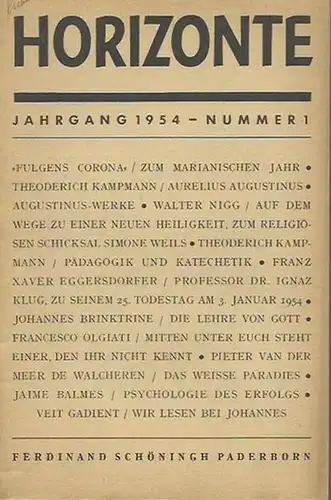 HORIZONTE
JAHRGANG 1954 – NUMMER 1
»FULGENS CORONA« / ZUM MARIANISCHEN JAHR •
THEODERICH KAMPMANN / AURELIUS AUGUSTINUS •
AUGUSTINUS-WERKE • WALTER NIGG / AUF DEM
WEGE ZU EINER NEUEN HEILIGKEIT, ZUM RELIGIÖ-
SEN SCHICKSAL SIMONE WEILS • THEODERICH KAMP-
MANN / PÄDAGOGIK UND KATECHETIK • FRANZ
XAVER EGGERSDORFER / PROFESSOR DR. IGNAZ
KLUG, ZU SEINEM 25. TODESTAG AM 3. JANUAR 1954 •
JOHANNES BRINKTRINE / DIE LEHRE VON GOTT •
FRANCESCO OLGIATI / MITTEN UNTER EUCH STEHT
EINER, DEN IHR NICHT KENNT • PIETER VAN DER
MEER DE WALCHEREN / DAS WEISSE PARADIES •
JAIME BALMES / PSYCHOLOGIE DES ERFOLGS •
VEIT GADIENT / WIR LESEN BEI JOHANNES
FERDINAND SCHÖNINGH PADERBORN